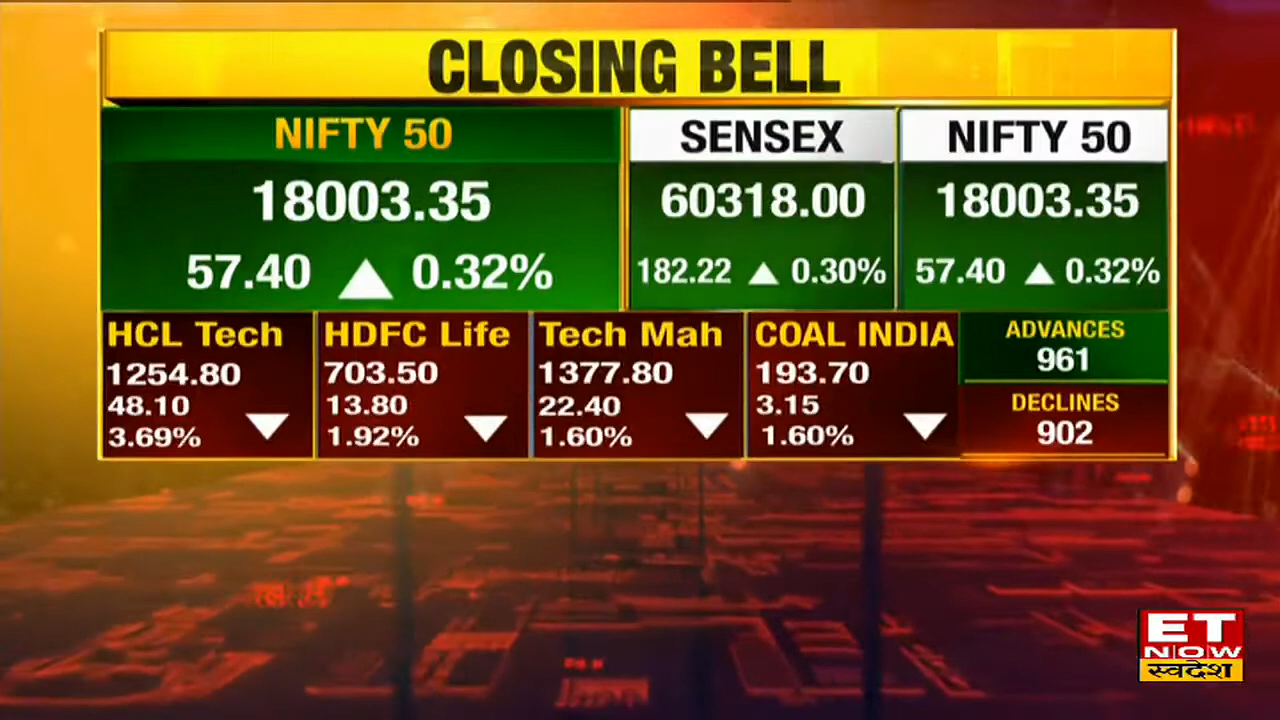 CLOSING BELL
NIFTY 50
18003.35
57.40 ▲ 0.32%
SENSEX
60318.00
182.22 ▲ 0.30%
NIFTY 50
18003.35
57.40 ▲ 0.32%
HCL Tech
1254.80
48.10
3.69% ▼
HDFC Life
703.50
13.80
1.92% ▼
Tech Mah
1377.80
22.40
1.60% ▼
COAL INDIA
193.70
3.15
1.60% ▼
ADVANCES
961
DECLINES
902
ET
NOW
स्वदेश